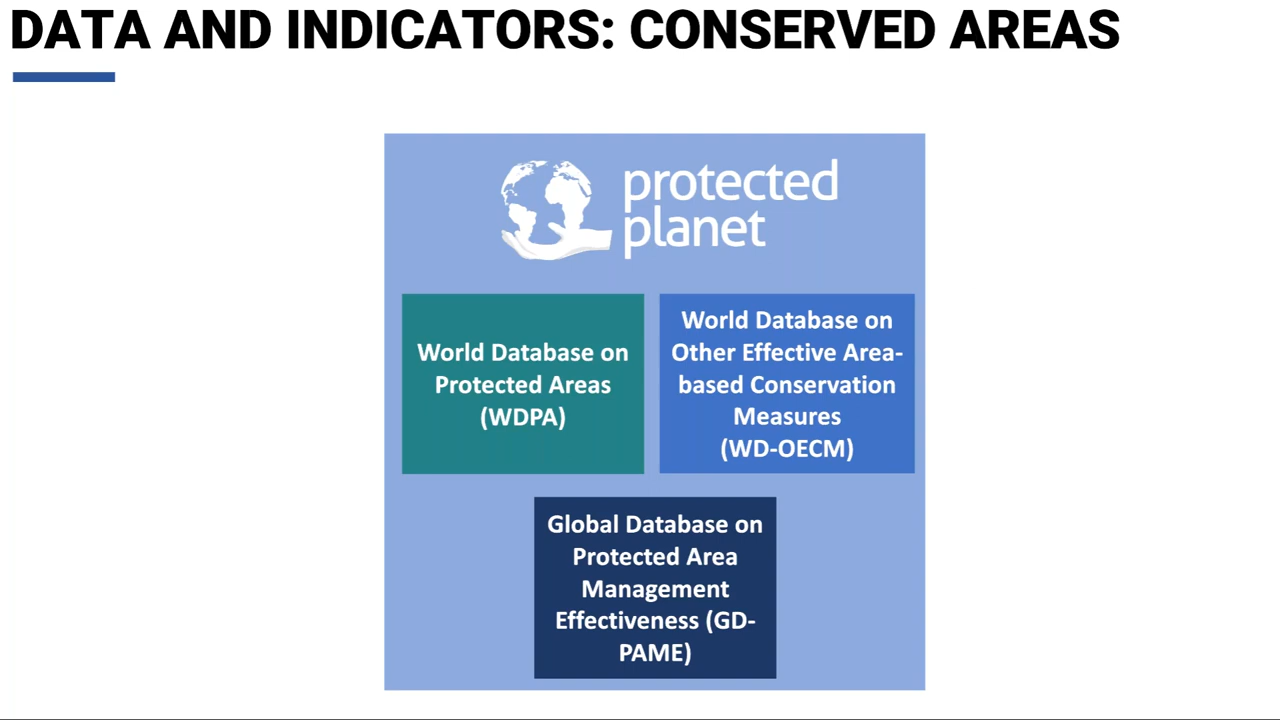 DATA AND INDICATORS: CONSERVED AREAS
protected
planet
World Database on
Protected Areas
(WDPA)
World Database on
Other Effective Area-
based Conservation
Measures
(WD-OECM)
Global Database on
Protected Area
Management
Effectiveness (GD-
PAME)